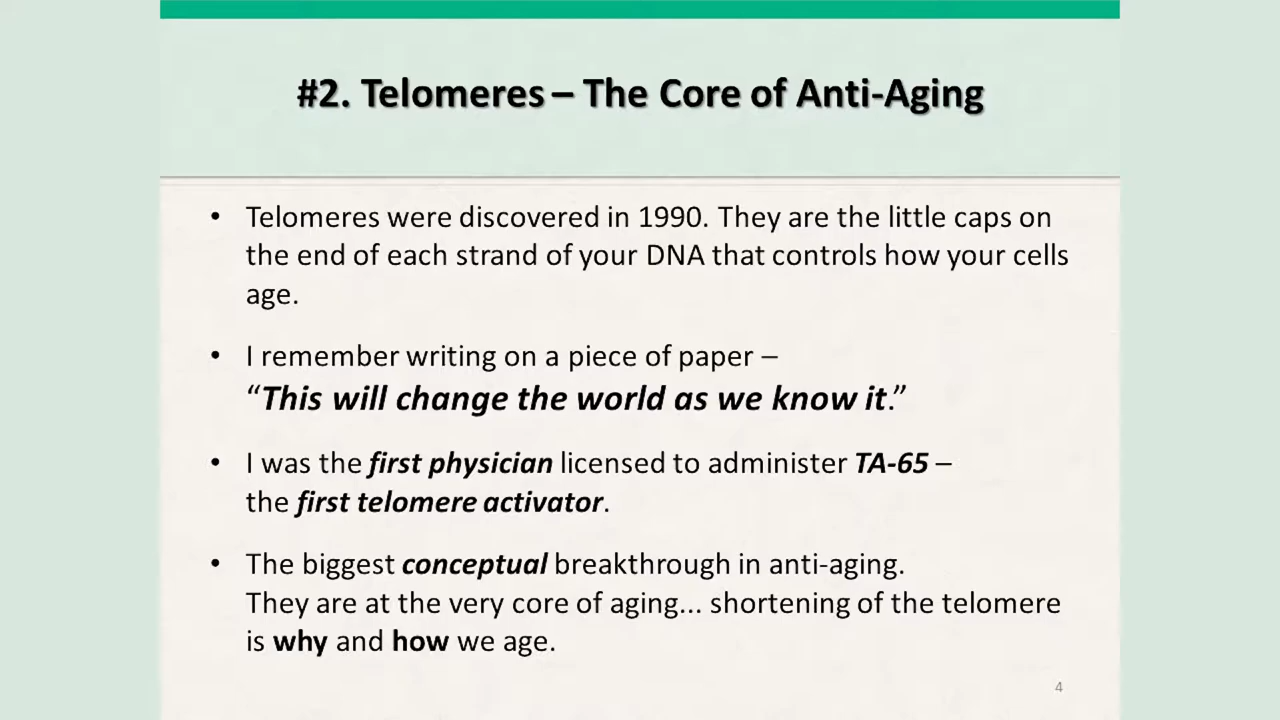 #2. Telomeres – The Core of Anti-Aging
• Telomeres were discovered in 1990. They are the little caps on
the end of each strand of your DNA that controls how your cells
age.
• I remember writing on a piece of paper –
“This will change the world as we know it.”
• I was the first physician licensed to administer TA-65 –
the first telomere activator.
• The biggest conceptual breakthrough in anti-aging.
They are at the very core of aging... shortening of the telomere
is why and how we age.
4